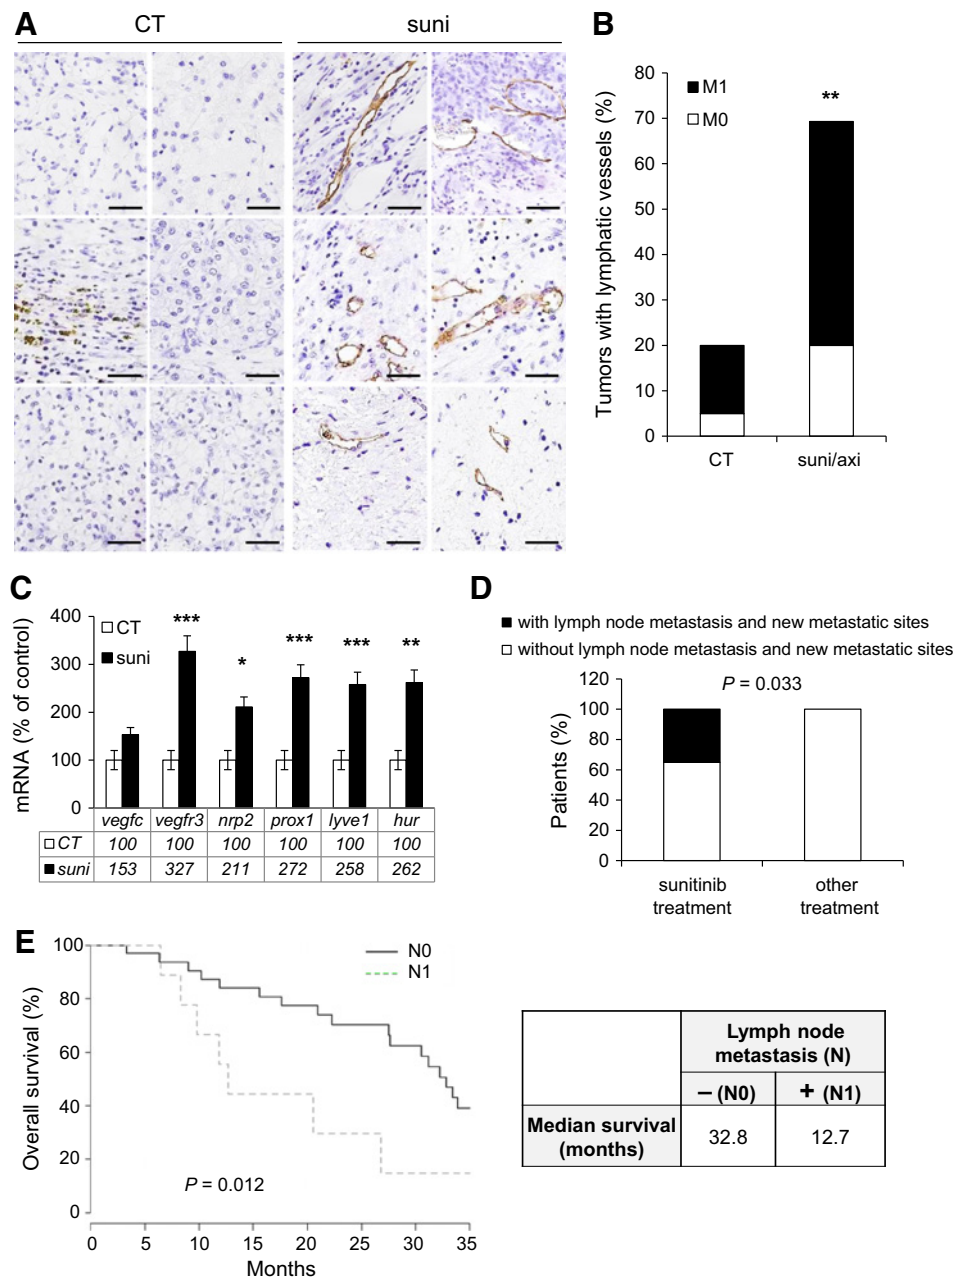 A
CT
suni
B
Tumors with lymphatic vessels (%)
80
70
60
50
40
30
20
10
0
M1
M0
**
CT
suni/axi
C
mRNA (% of control)
400
300
200
100
0
CT
suni
***
*
***
***
**
vegfc vegfr3 nrp2 prox1 lyve1 hur
CT 100 100 100 100 100 100
suni 153 327 211 272 258 262
D
with lymph node metastasis and new metastatic sites
without lymph node metastasis and new metastatic sites
P = 0.033
Patients (%)
120
100
80
60
40
20
0
sunitinib
treatment
other
treatment
E
Overall survival (%)
100
80
60
40
20
0
N0
N1
P = 0.012
0 5 10 15 20 25 30 35
Months
Lymph node
metastasis (N)
– (N0) + (N1)
Median survival
(months)
32.8 12.7